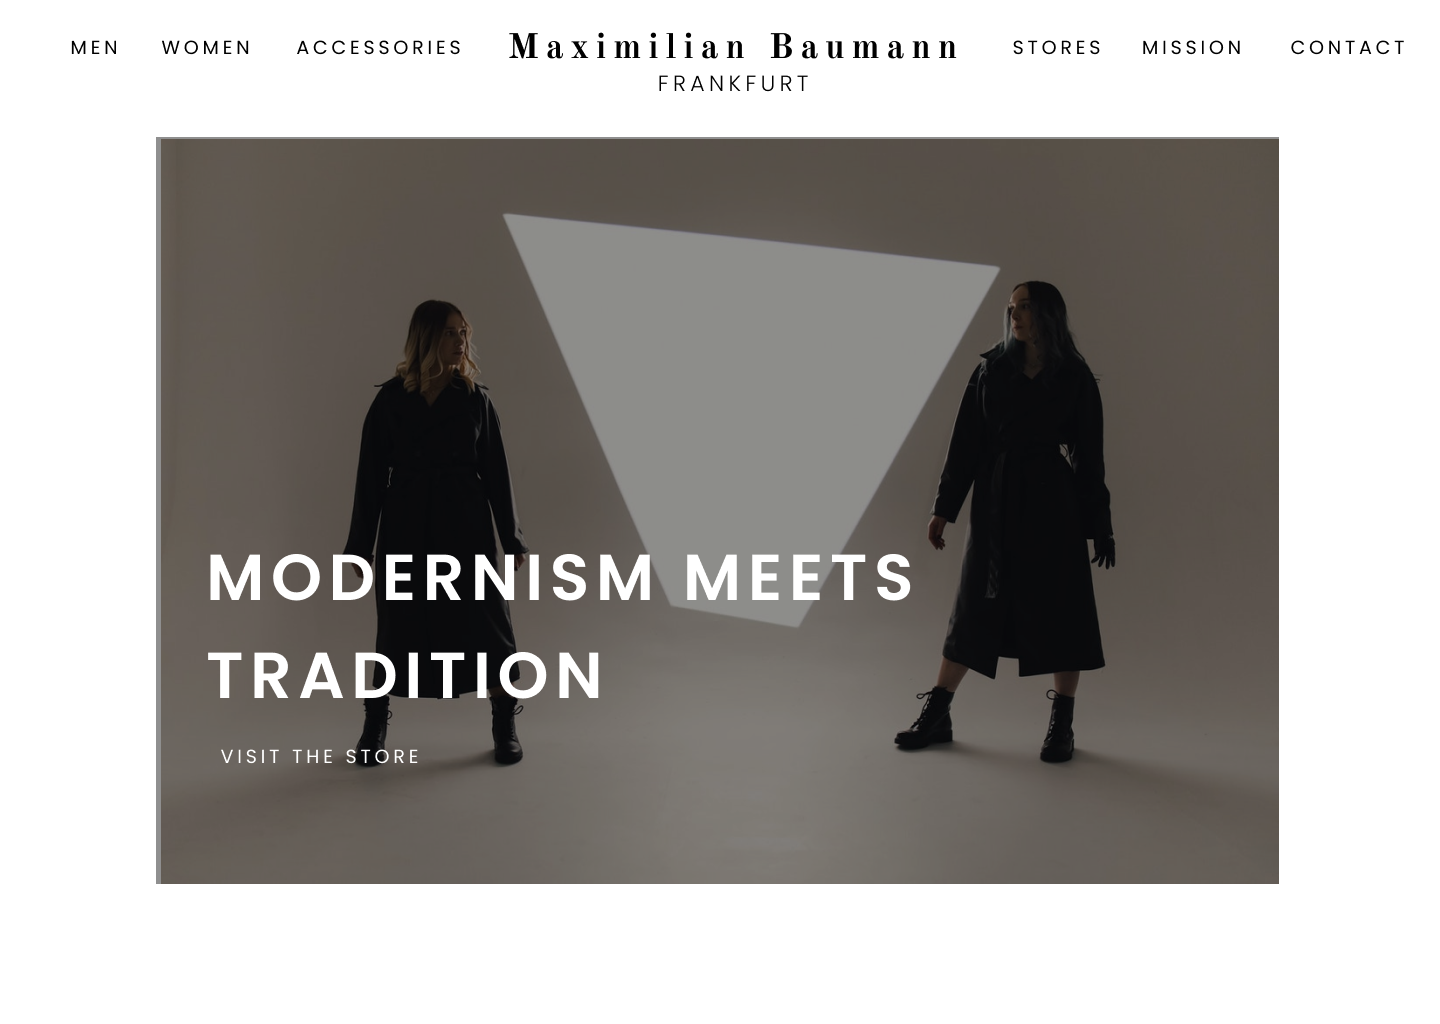 MEN WOMEN ACCESSORIES Maximilian Baumann STORES MISSION CONTACT
FRANKFURT
MODERNISM MEETS
TRADITION
VISIT THE STORE